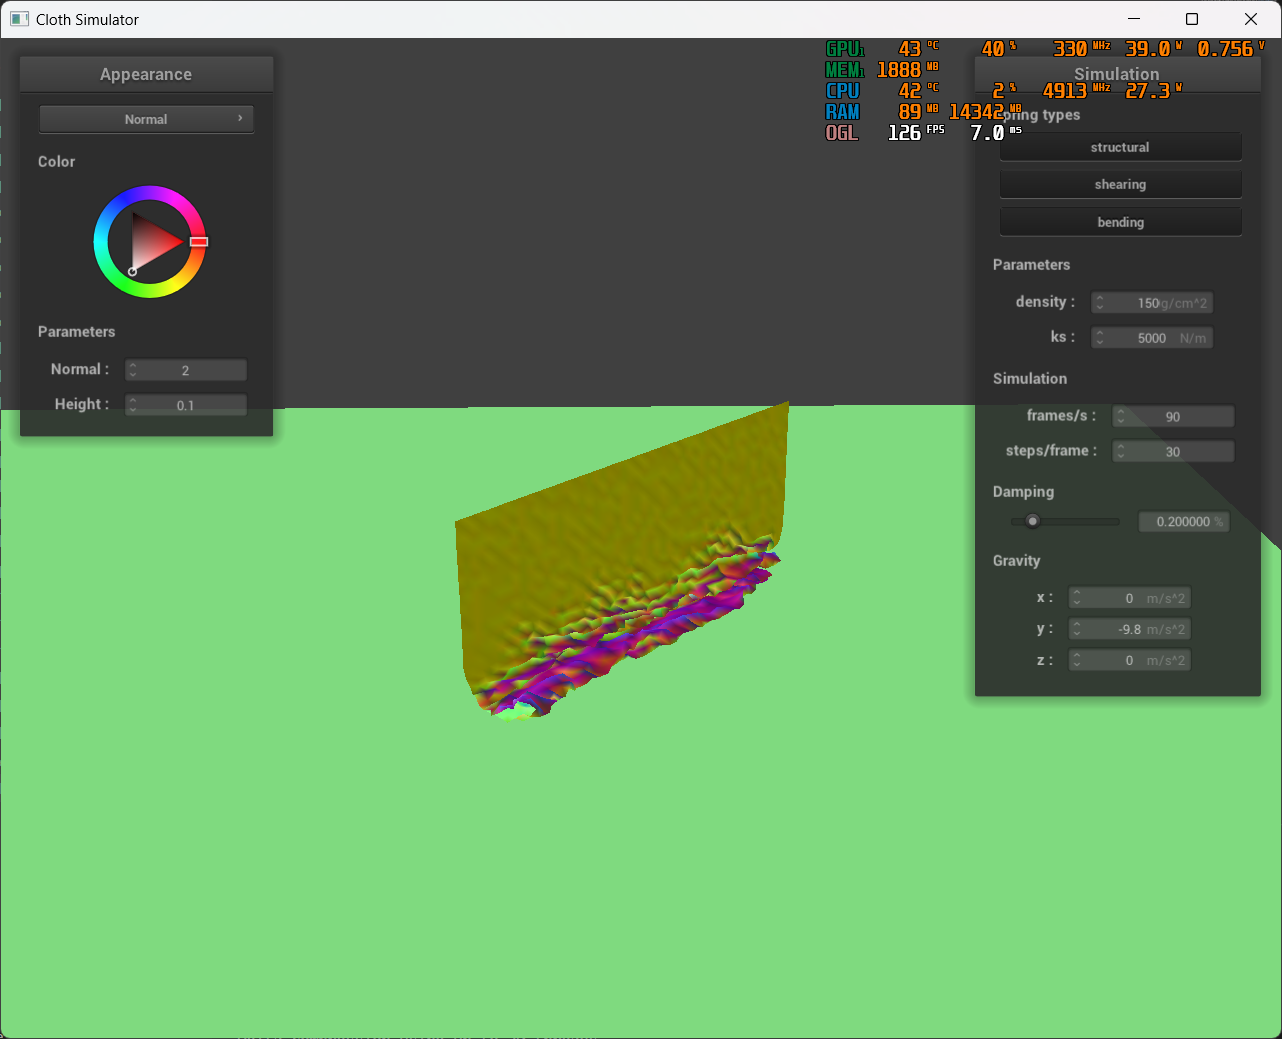 Cloth Simulator
GPU1 43 °C 40 % 330 MHz 39.0 W 0.756 V
MEM1 1888 MB
CPU 42 °C 2 % 4913 MHz 27.3 W
RAM 89 MB 14342 MB
OGL 126 FPS 7.0 ms
Appearance
Normal
Color
Parameters
Normal : 2
Height : 0.1
Simulation
types
structural
shearing
bending
Parameters
density : 150 g/cm^2
ks : 5000 N/m
Simulation
frames/s : 90
steps/frame : 30
Damping
0.200000 %
Gravity
x : 0 m/s^2
y : -9.8 m/s^2
z : 0 m/s^2